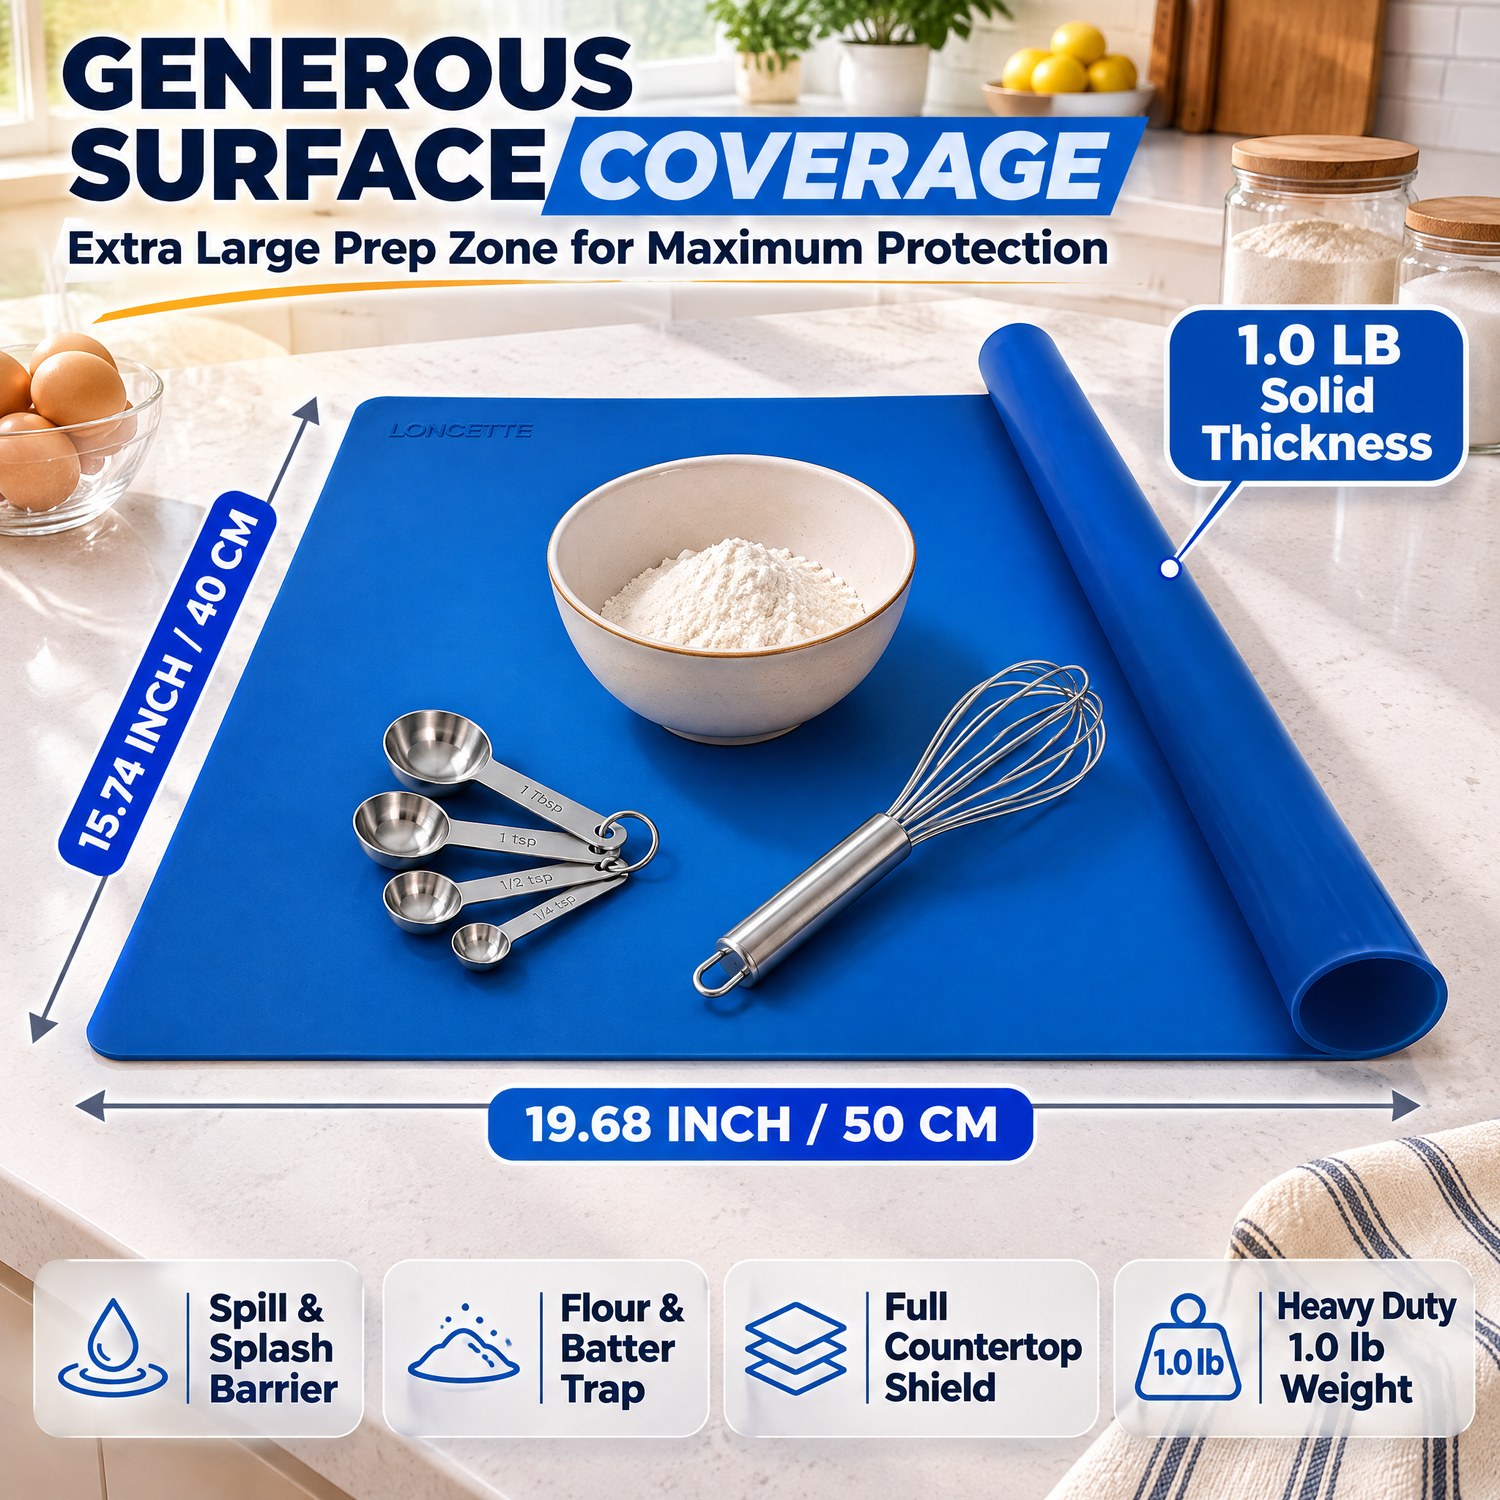 GENEROUS
SURFACE COVERAGE
Extra Large Prep Zone for Maximum Protection
1.0 LB
Solid
Thickness
LONCETTE
15.74 INCH / 40 CM
1 Tbsp
1 tsp
1/2 tsp
1/4 tsp
19.68 INCH / 50 CM
Spill &
Splash
Barrier
Flour &
Batter
Trap
Full
Countertop
Shield
1.0 lb
Heavy Duty
1.0 lb
Weight